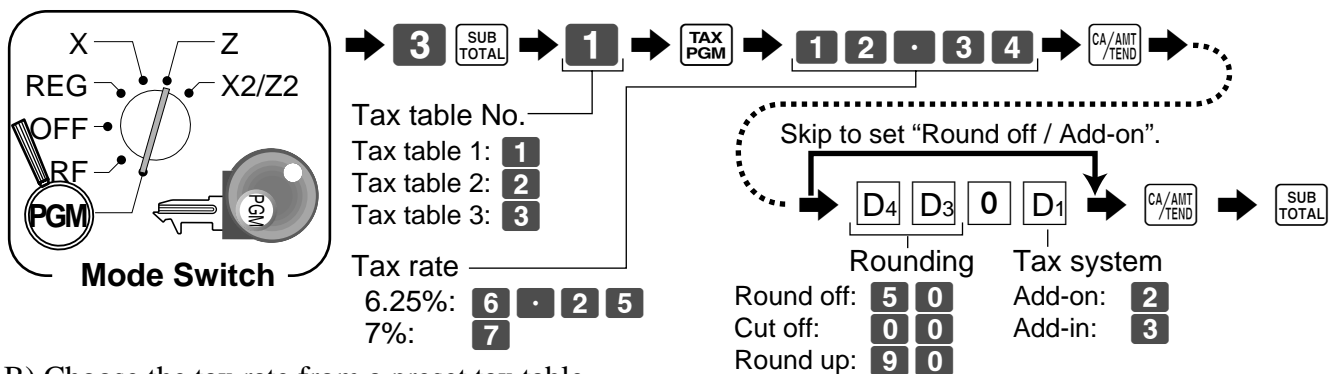 X Z
REG X2/Z2
OFF
RF
PGM PGM
Mode Switch
3 SUB TOTAL 1 TAX PGM 1 2 · 3 4 CA/AMT /TEND
Tax table No.
Tax table 1: 1
Tax table 2: 2
Tax table 3: 3
Tax rate
6.25%: 6 · 2 5
7%: 7
Skip to set “Round off / Add-on”.
D4 D3 0 D1 CA/AMT /TEND SUB TOTAL
Rounding Tax system
Round off: 5 0 Add-on: 2
Cut off: 0 0 Add-in: 3
Round up: 9 0
B) Choose the tax rate from a preset tax table